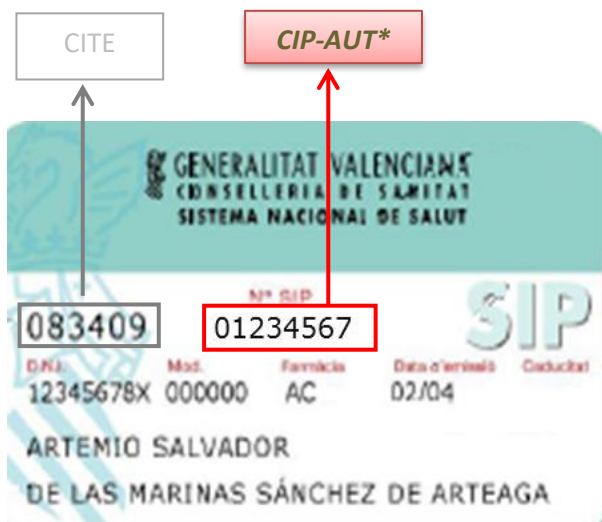 CITE
CIP-AUT*
GENERALITAT VALENCIANA
CONSELLERIA DE SANITAT
SISTEMA NACIONAL DE SALUT
Nº SIP
083409 01234567 SIP
D.N.I. Mod. Farmàcia Data d'emissió Caducitat
12345678X 000000 AC 02/04
ARTEMIO SALVADOR
DE LAS MARINAS SÁNCHEZ DE ARTEAGA